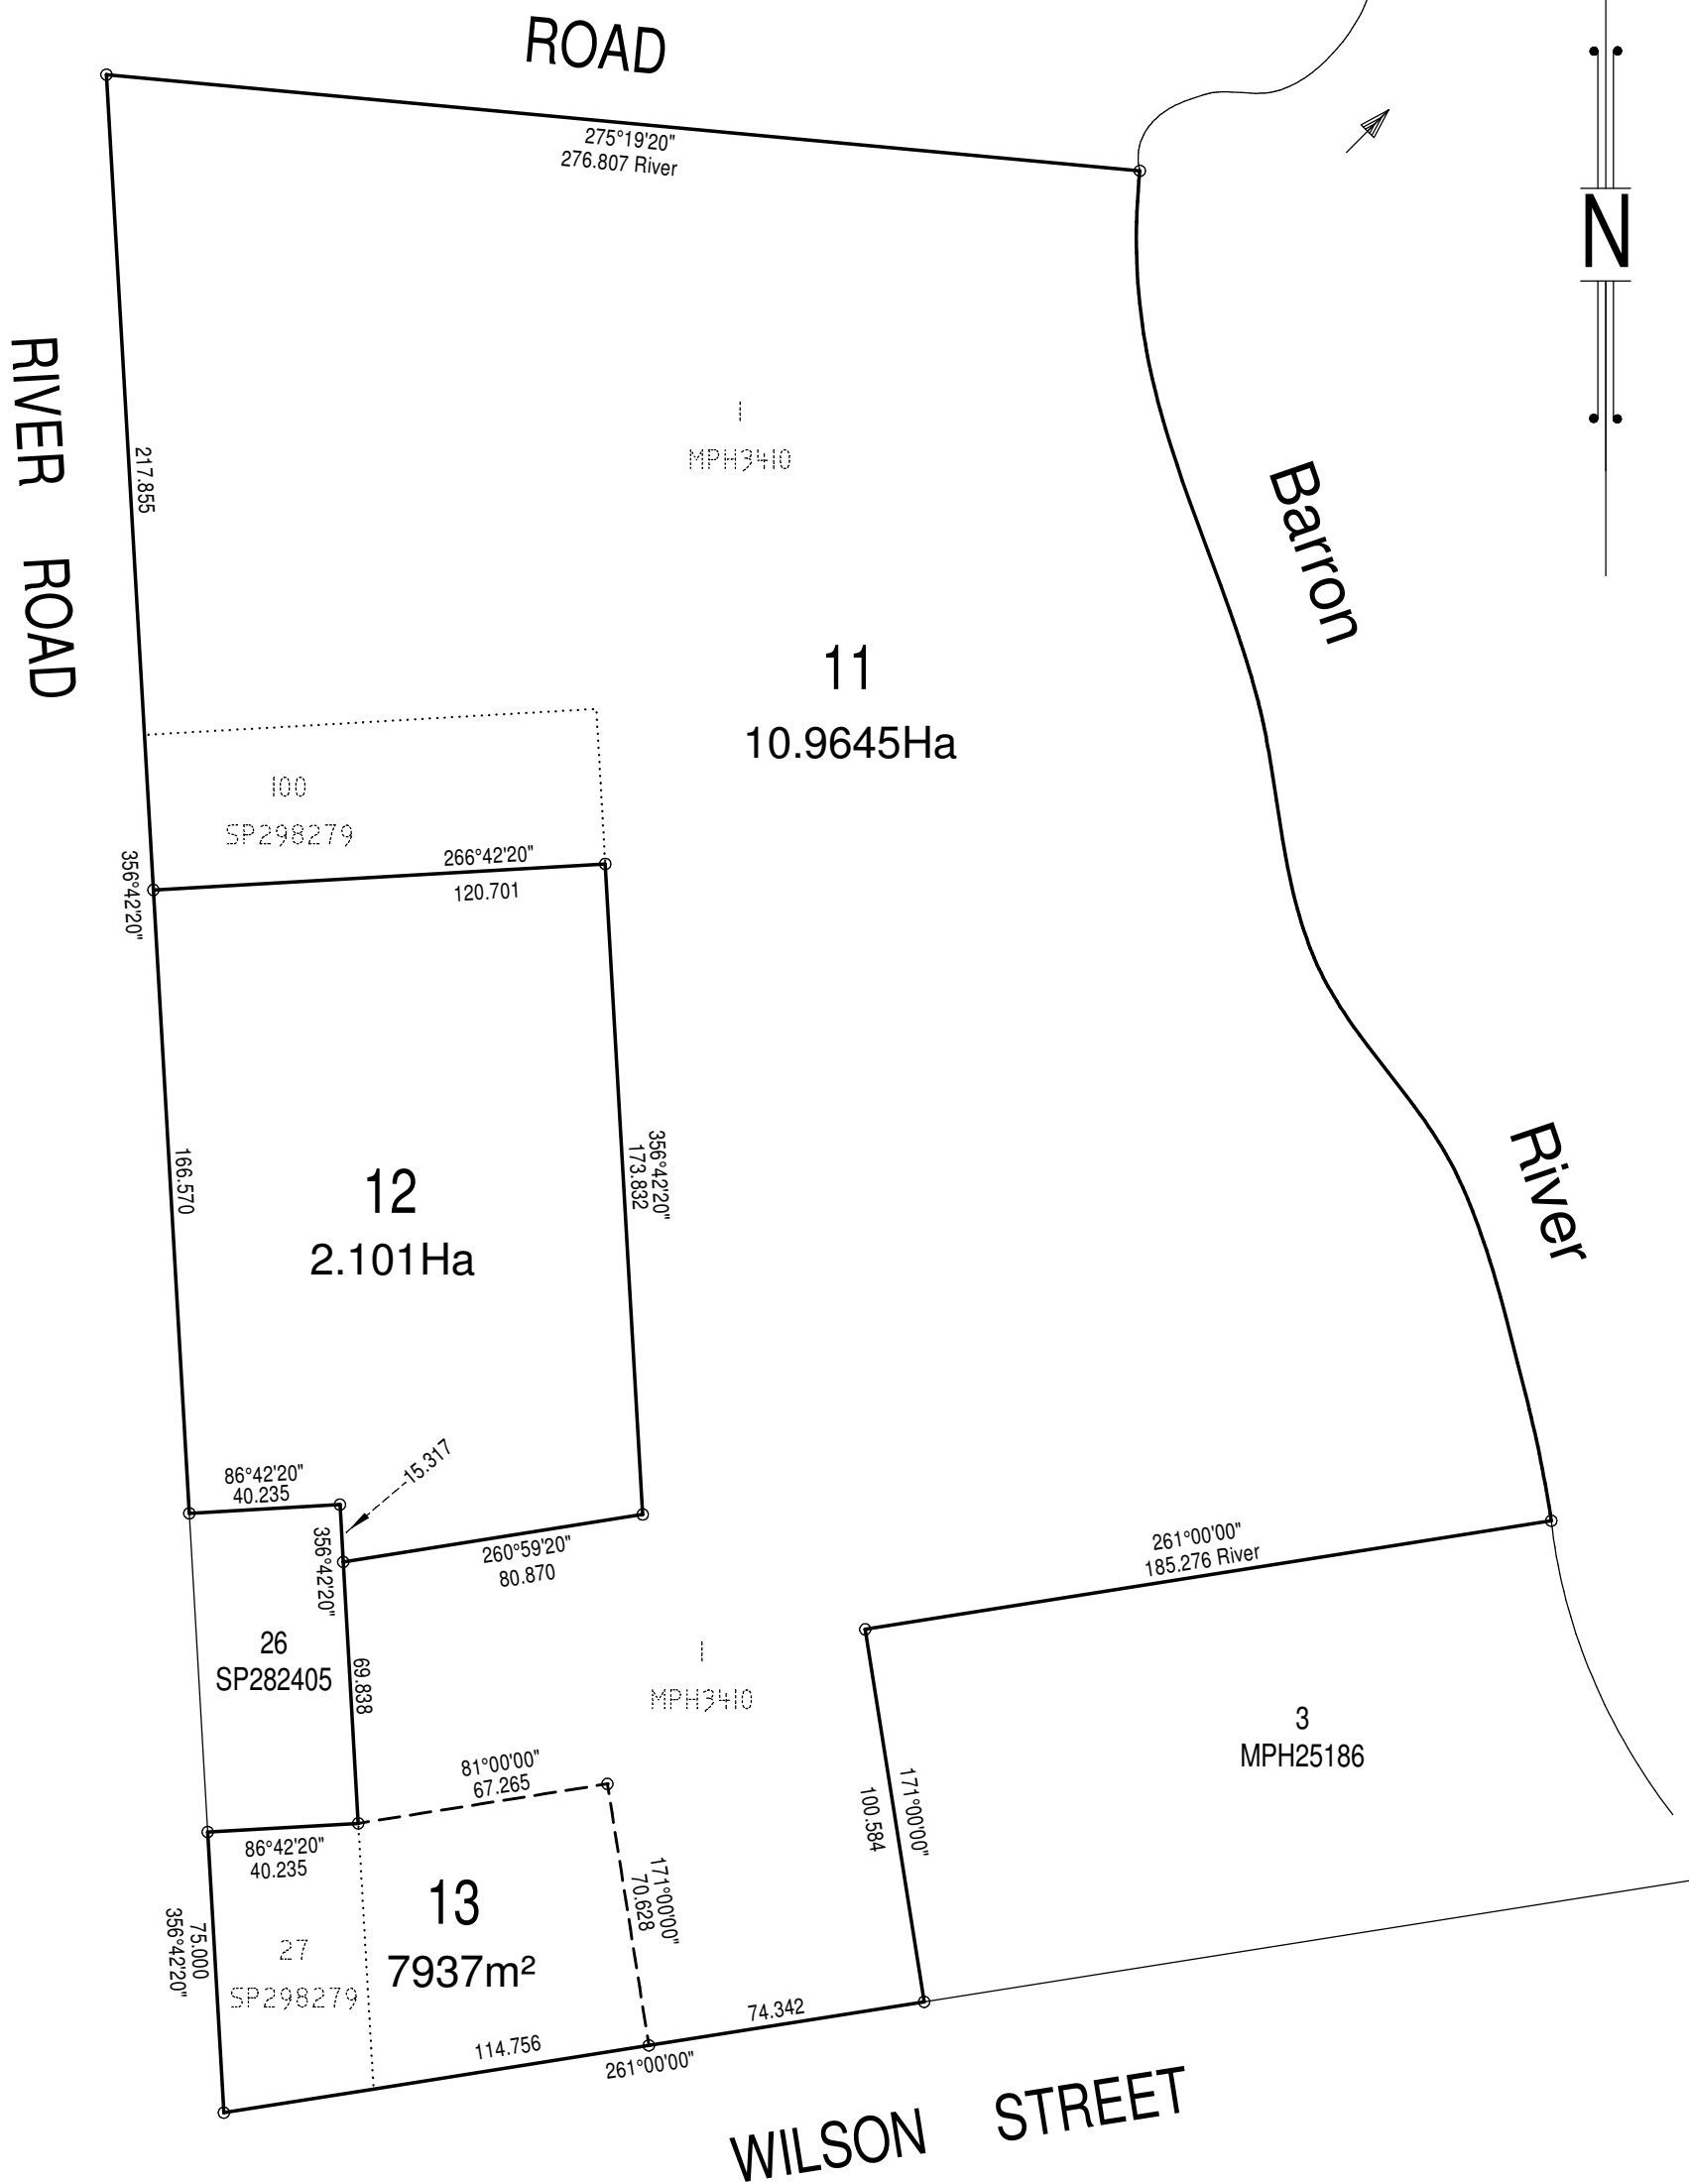 ROAD
275°19'20"
276.807 River
N
RIVER ROAD
217.855
1
MPH3410
Barron
11
10.9645Ha
100
SP298279
356°42'20"
266°42'20"
120.701
166.570
12
2.101Ha
356°42'20"
173.832
River
86°42'20"
40.235
15.317
356°42'20"
260°59'20"
80.870
261°00'00"
185.276 River
26
SP282405
69.838
1
MPH3410
3
MPH25186
81°00'00"
67.265
171°00'00"
100.584
86°42'20"
40.235
13
7937m²
171°00'00"
70.628
75.000
356°42'20"
27
SP298279
74.342
114.756
261°00'00"
WILSON STREET